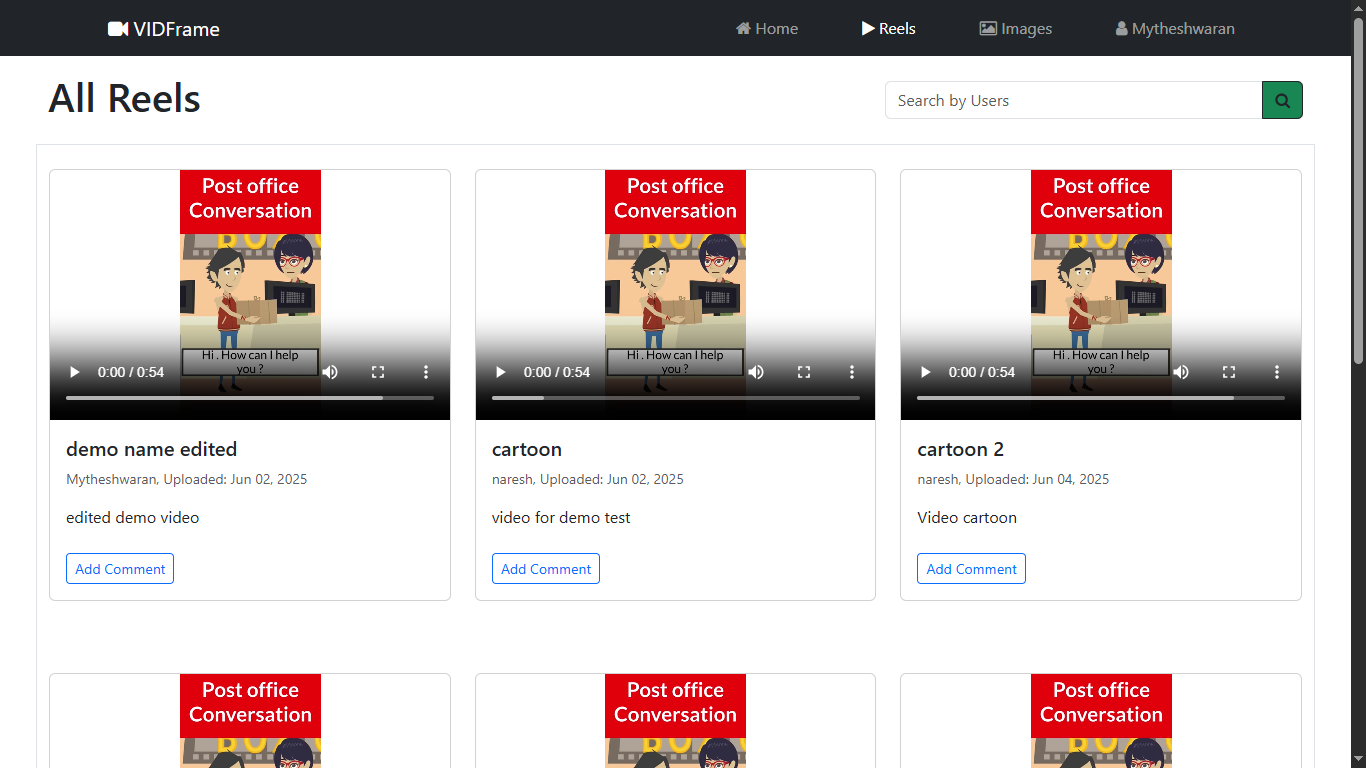 VIDFrame
Home
Reels
Images
Mytheshwaran
All Reels
Search by Users
Post office
Conversation
Hi . How can I help
you ?
0:00 / 0:54
demo name edited
Mytheshwaran, Uploaded: Jun 02, 2025
edited demo video
Add Comment
Post office
Conversation
Hi . How can I help
you ?
0:00 / 0:54
cartoon
naresh, Uploaded: Jun 02, 2025
video for demo test
Add Comment
Post office
Conversation
Hi . How can I help
you ?
0:00 / 0:54
cartoon 2
naresh, Uploaded: Jun 04, 2025
Video cartoon
Add Comment
Post office
Conversation
Post office
Conversation
Post office
Conversation